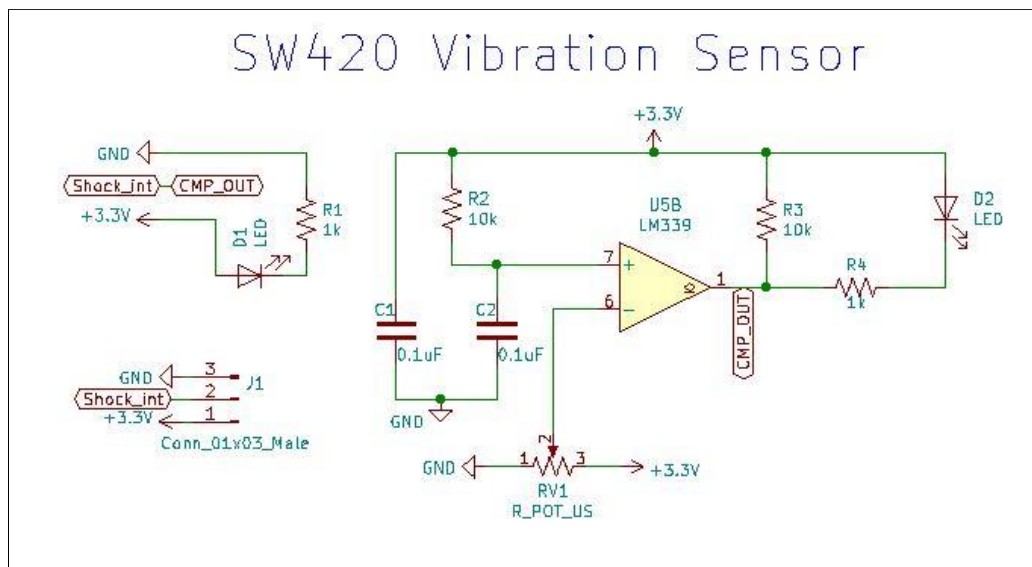 SW420 Vibration Sensor
+3.3V
GND
Shock_int CMP_OUT
+3.3V
D1
LED
R1
1k
R2
10k
U5B
LM339
R3
10k
D2
LED
7
+
6
-
1
R4
1k
C1
0.1uF
C2
0.1uF
CMP_OUT
GND
GND 3
Shock_int 2
+3.3V 1
J1
Conn_01x03_Male
GND 1 2 3 +3.3V
RV1
R_POT_US